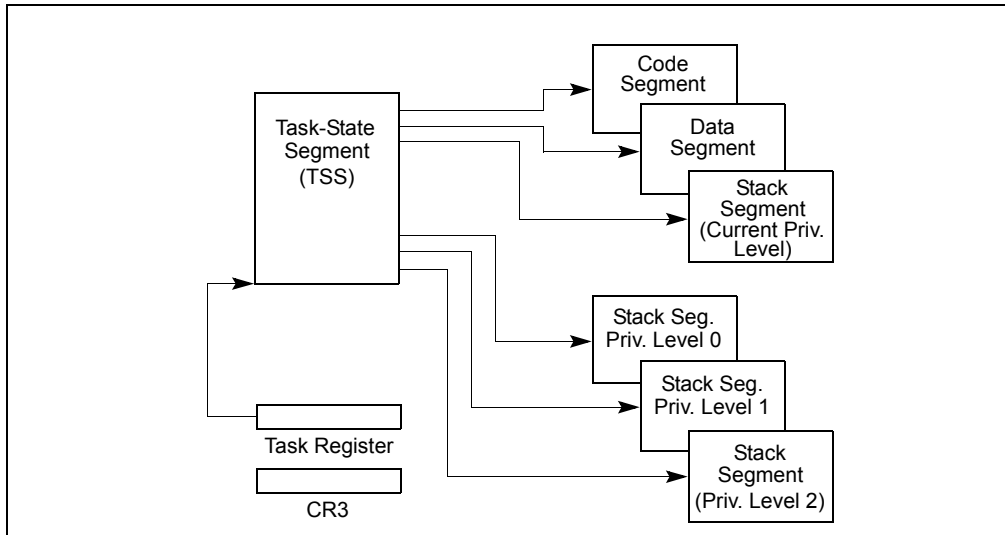 Code
Segment
Task-State
Segment
(TSS)
Data
Segment
Stack
Segment
(Current Priv.
Level)
Stack Seg.
Priv. Level 0
Stack Seg.
Priv. Level 1
Task Register
Stack
Segment
(Priv. Level 2)
CR3